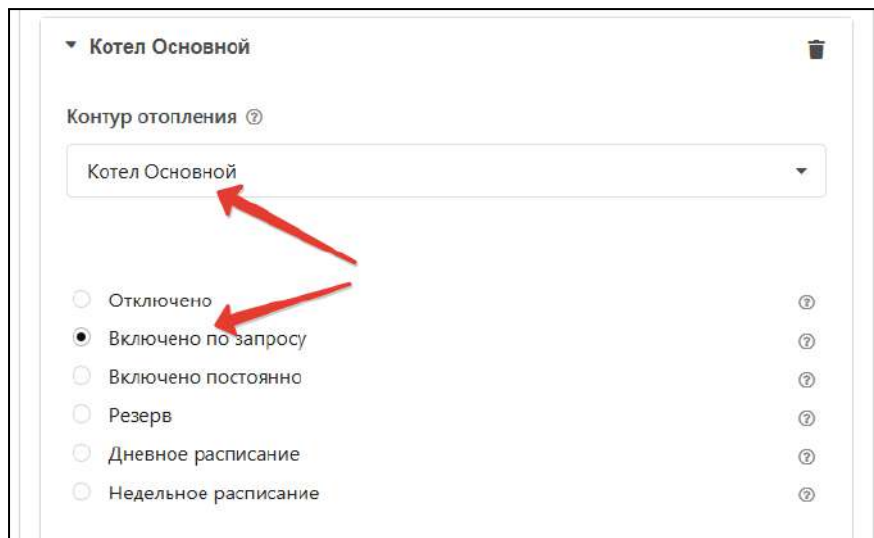 Котел Основной
Контур отопления
Котел Основной
Отключено
Включено по запросу
Включено постоянно
Резерв
Дневное расписание
Недельное расписание